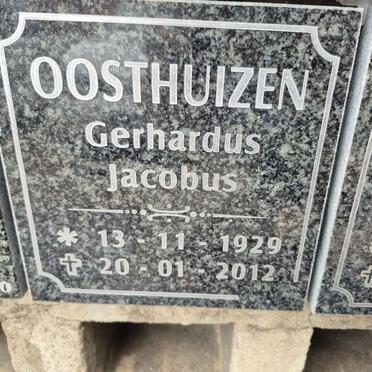 OOSTHUIZEN
Gerhardus
Jacobus
* 13 - 11 - 1929
✝ 20 - 01 - 2012